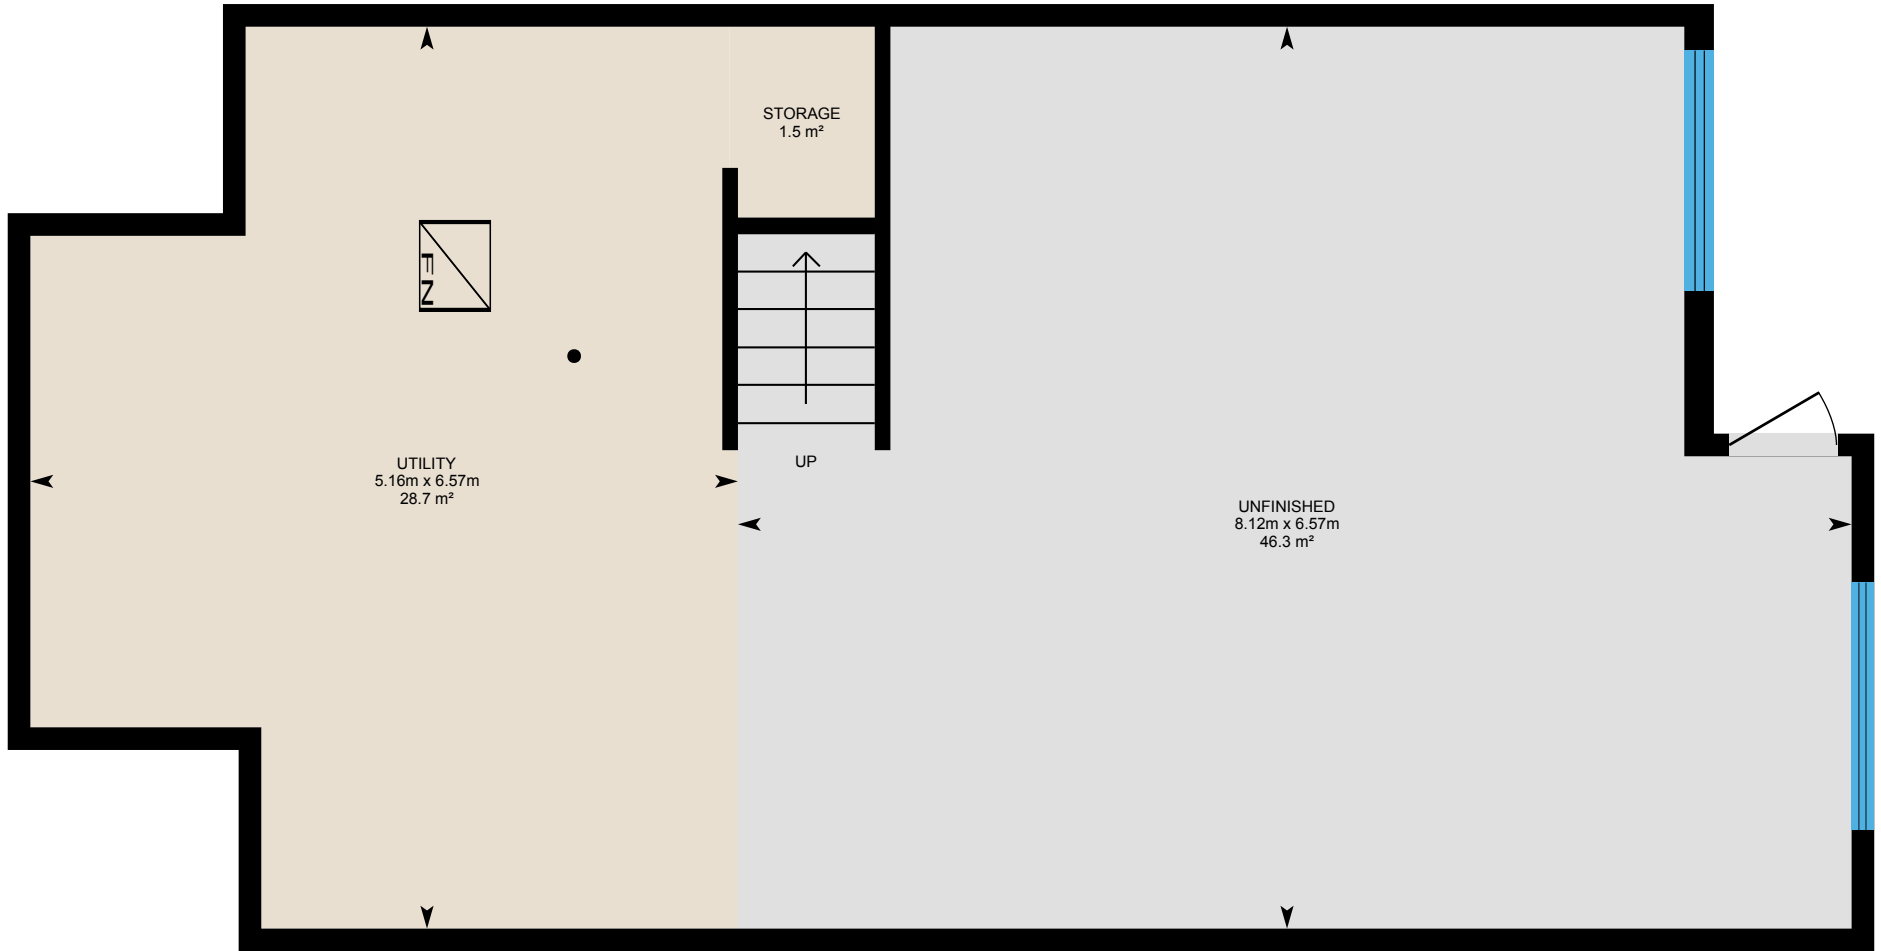 STORAGE
1.5 m²
FN
UTILITY
5.16m x 6.57m
28.7 m²
UP
UNFINISHED
8.12m x 6.57m
46.3 m²